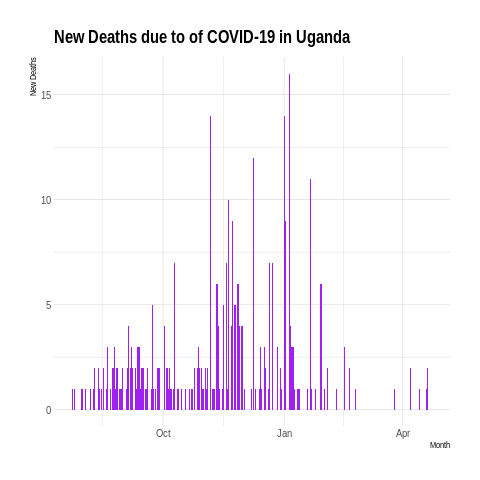 New Deaths due to of COVID-19 in Uganda
New Deaths
15
10
5
0
Oct
Jan
Apr
Month